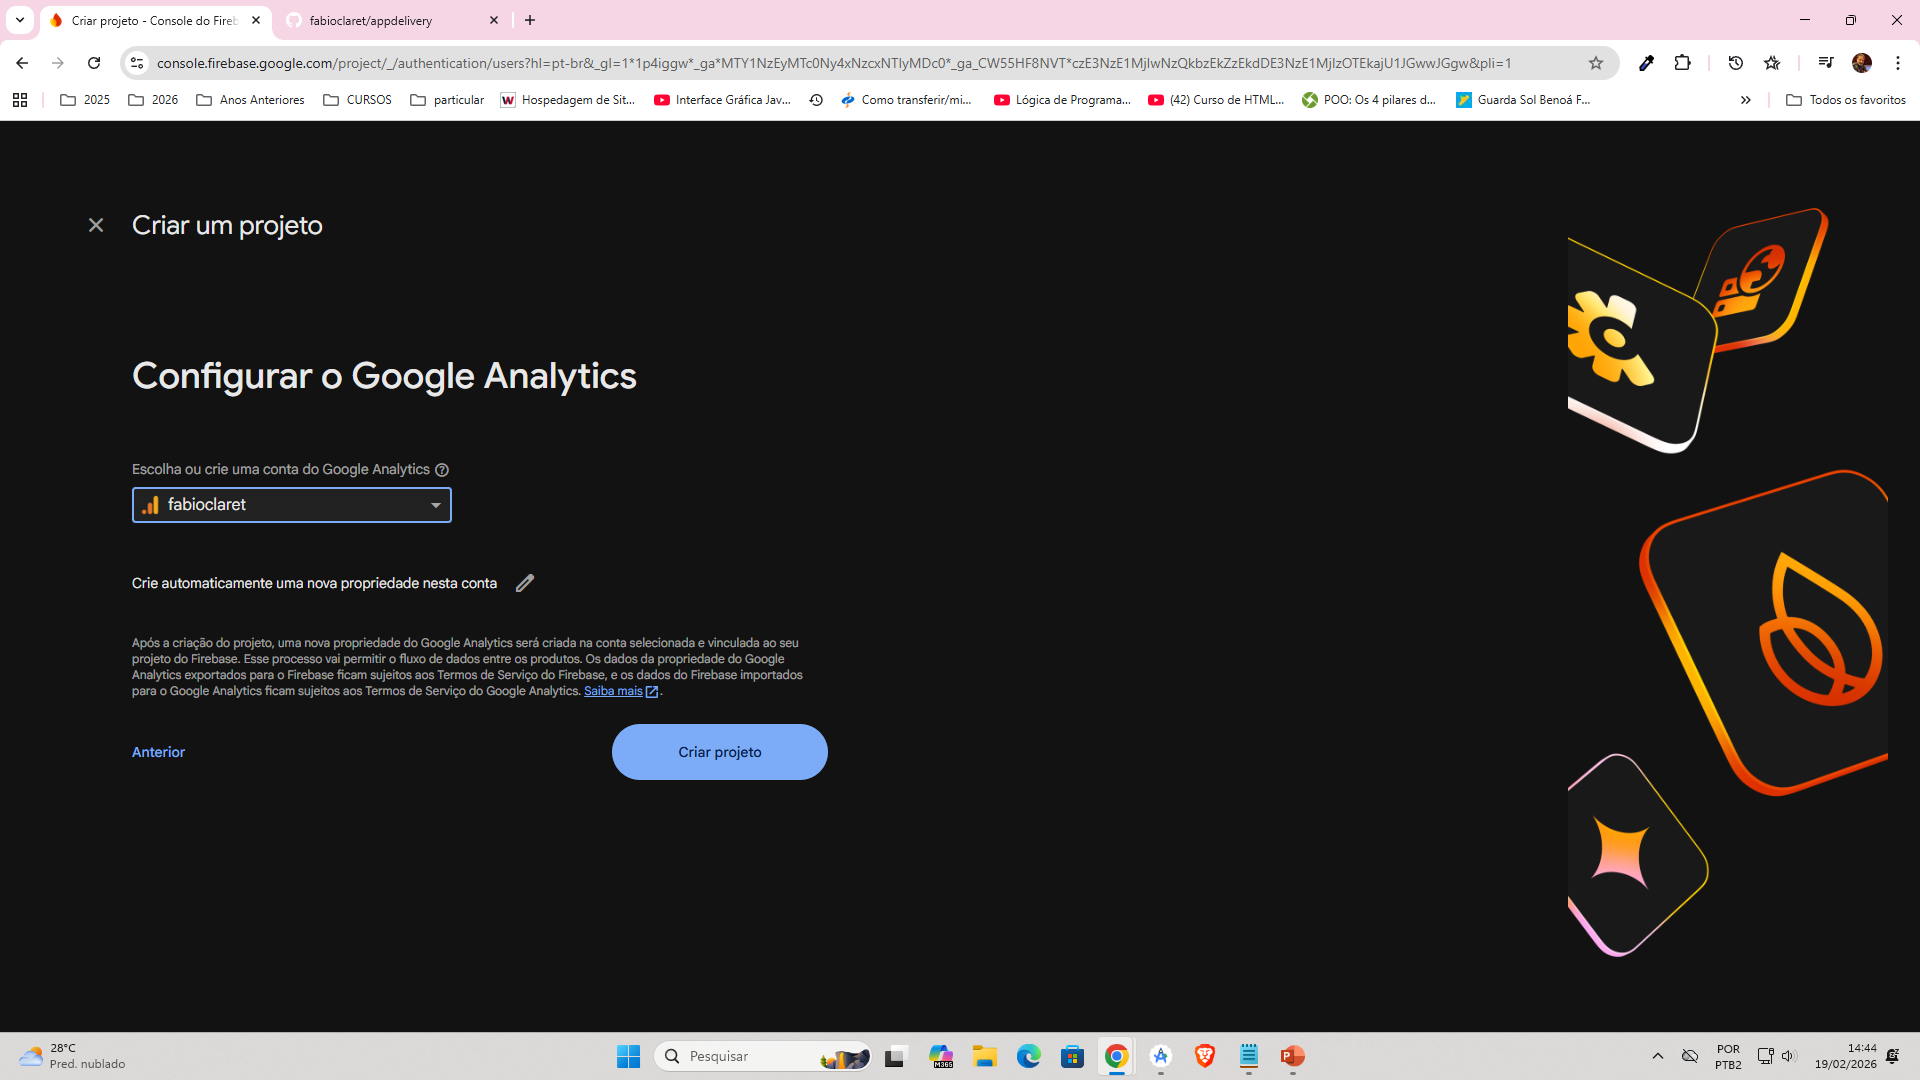 Criar projeto - Console do Fireb
fabioclaret/appdelivery
console.firebase.google.com/project/_/authentication/users?hl=pt-br&_gl=1*1p4iggw*_ga*MTY1NzEyMTc0Ny4xNzcxNTIyMDc0*_ga_CW55HF8NVT*czE3NzE1MjIwNzQkbzEkZzEkdDE3NzE1MjIzOTEkajU1JGwwJGgw&pli=1
2025
2026
Anos Anteriores
CURSOS
particular
Hospedagem de Sit...
Interface Gráfica Jav...
Como transferir/mi...
Lógica de Programa...
(42) Curso de HTML...
POO: Os 4 pilares d...
Guarda Sol Benoá F...
Todos os favoritos
Criar um projeto
Configurar o Google Analytics
Escolha ou crie uma conta do Google Analytics
fabioclaret
Crie automaticamente uma nova propriedade nesta conta
Após a criação do projeto, uma nova propriedade do Google Analytics será criada na conta selecionada e vinculada ao seu
projeto do Firebase. Esse processo vai permitir o fluxo de dados entre os produtos. Os dados da propriedade do Google
Analytics exportados para o Firebase ficam sujeitos aos Termos de Serviço do Firebase, e os dados do Firebase importados
para o Google Analytics ficam sujeitos aos Termos de Serviço do Google Analytics. Saiba mais.
Anterior
Criar projeto
28°C
Pred. nublado
Pesquisar
M365
POR
PTB2
14:44
19/02/2026